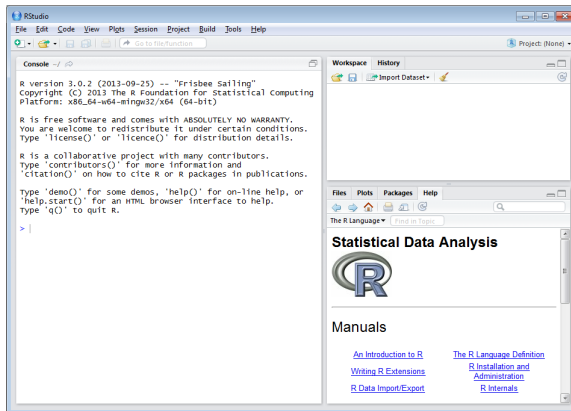 RStudio
File Edit Code View Plots Session Project Build Tools Help
Go to file/function
Project: (None)
Console ~/
R version 3.0.2 (2013-09-25) -- "Frisbee Sailing"
Copyright (C) 2013 The R Foundation for Statistical Computing
Platform: x86_64-w64-mingw32/x64 (64-bit)
R is free software and comes with ABSOLUTELY NO WARRANTY.
You are welcome to redistribute it under certain conditions.
Type 'license()' or 'licence()' for distribution details.
R is a collaborative project with many contributors.
Type 'contributors()' for more information and
'citation()' on how to cite R or R packages in publications.
Type 'demo()' for some demos, 'help()' for on-line help, or
'help.start()' for an HTML browser interface to help.
Type 'q()' to quit R.
>
Workspace History
Import Dataset
Files Plots Packages Help
The R Language Find in Topic
Statistical Data Analysis
R
Manuals
An Introduction to R The R Language Definition
Writing R Extensions R Installation and Administration
R Data Import/Export R Internals